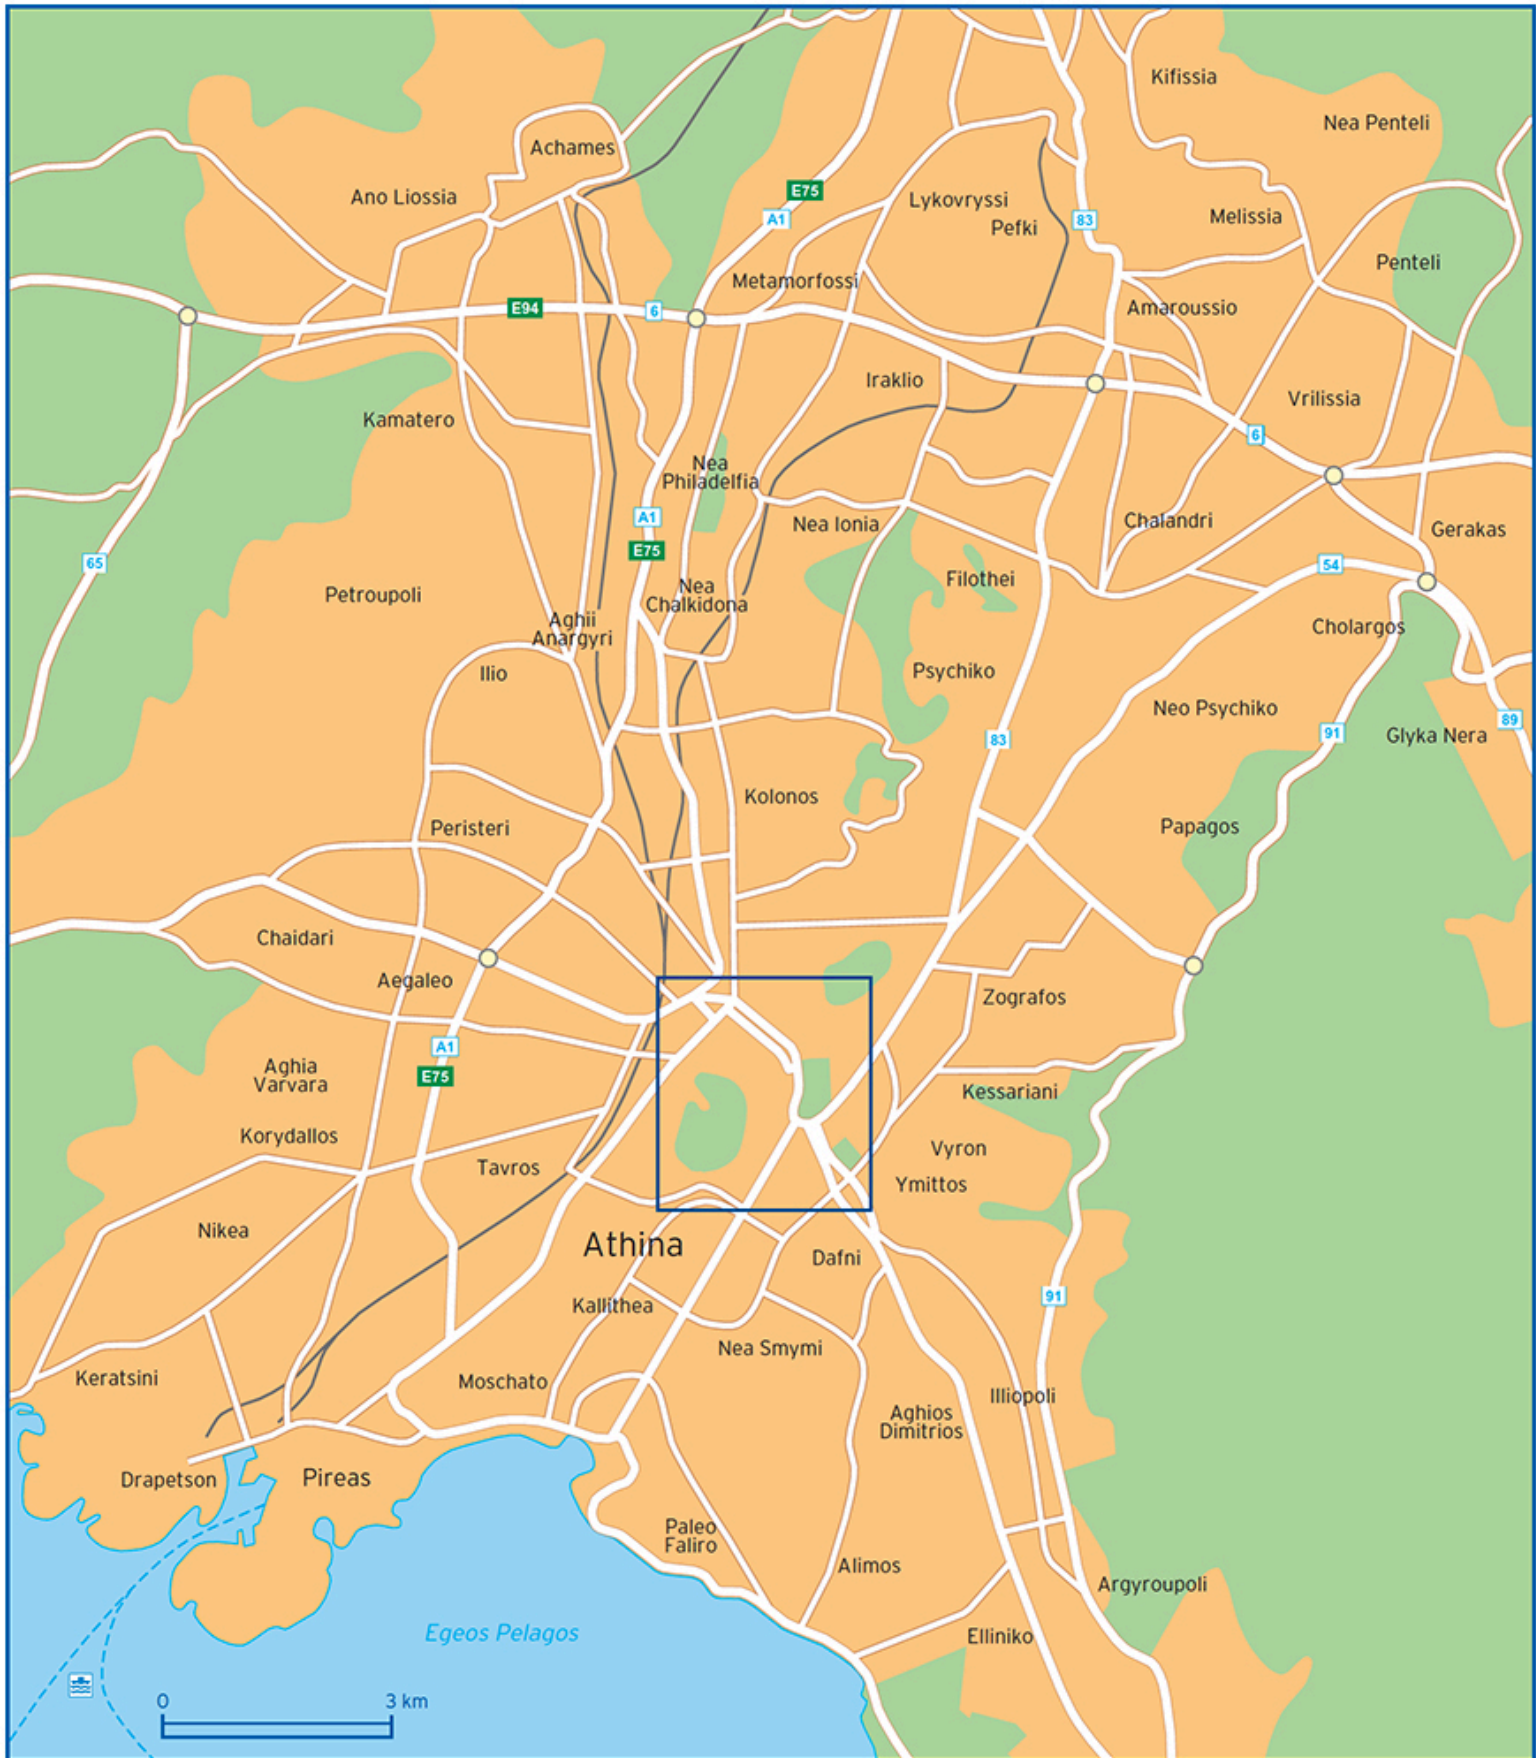 Kifissia
Nea Penteli
Achames
E75
Ano Liossia
Lykovryssi
A1
83
Melissia
Pefki
Penteli
Metamorfossi
E94
6
Amaroussio
Iraklio
Vrilissia
Kamatero
6
Nea
Philadelfia
A1
Nea Ionia
Chalandri
Gerakas
E75
65
54
Filothei
Petroupoli
Nea
Chalkidona
Aghii
Anargyri
Cholargos
Ilio
Psychiko
Neo Psychiko
89
91
Glyka Nera
83
Kolonos
Peristeri
Papagos
Chaidari
Aegaleo
Zografos
A1
Aghia
Varvara
E75
Kessariani
Korydallos
Vyron
Tavros
Ymittos
Nikea
Athina
Dafni
91
Kallithea
Nea Smymi
Keratsini
Moschato
Illiopoli
Aghios
Dimitrios
Drapetson
Pireas
Paleo
Faliro
Alimos
Argyroupoli
Egeos Pelagos
Elliniko
0
3 km